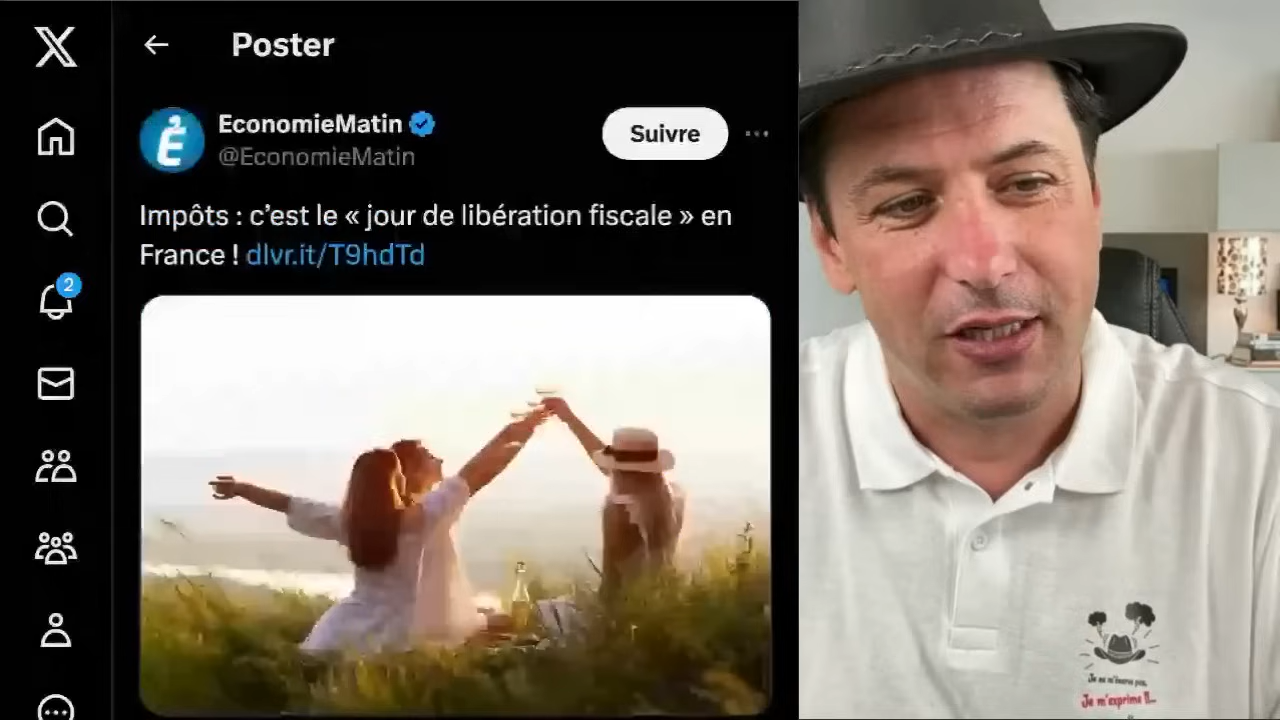 Poster
EconomieMatin
@EconomieMatin
Suivre
Impôts : c’est le « jour de libération fiscale » en
France ! dlvr.it/T9hdTd
2
Je ne m'énerve pas,
Je m'exprime !!...